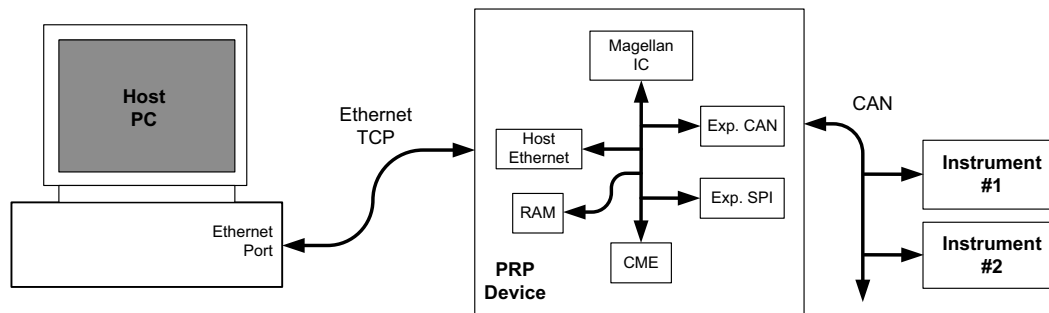 Host
PC
Ethernet
Port
Ethernet
TCP
Magellan
IC
Exp. CAN
Host
Ethernet
RAM
Exp. SPI
CME
PRP
Device
CAN
Instrument
#1
Instrument
#2